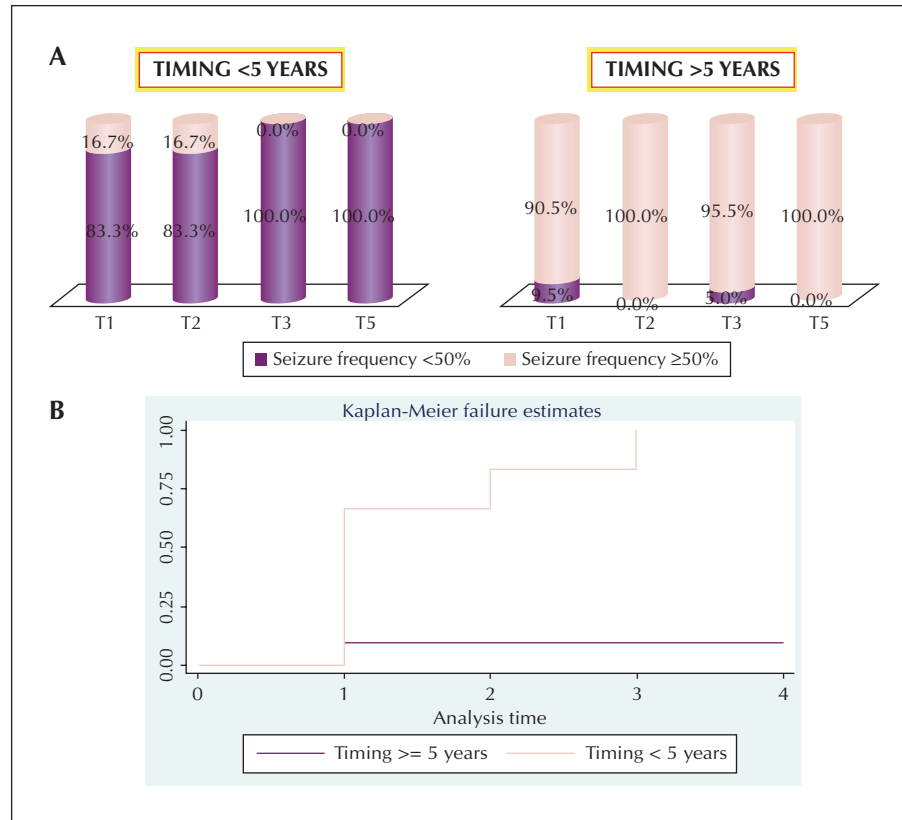 A
TIMING <5 YEARS
TIMING >5 YEARS
16.7% 16.7% 0.0% 0.0%
83.3% 83.3% 100.0% 100.0%
T1 T2 T3 T5
90.5% 100.0% 95.5% 100.0%
9.5% 0.0% 5.0% 0.0%
T1 T2 T3 T5
Seizure frequency <50% Seizure frequency ≥50%
B
Kaplan-Meier failure estimates
1.00
0.75
0.50
0.25
0.00
0 1 2 3 4
Analysis time
Timing >= 5 years Timing < 5 years